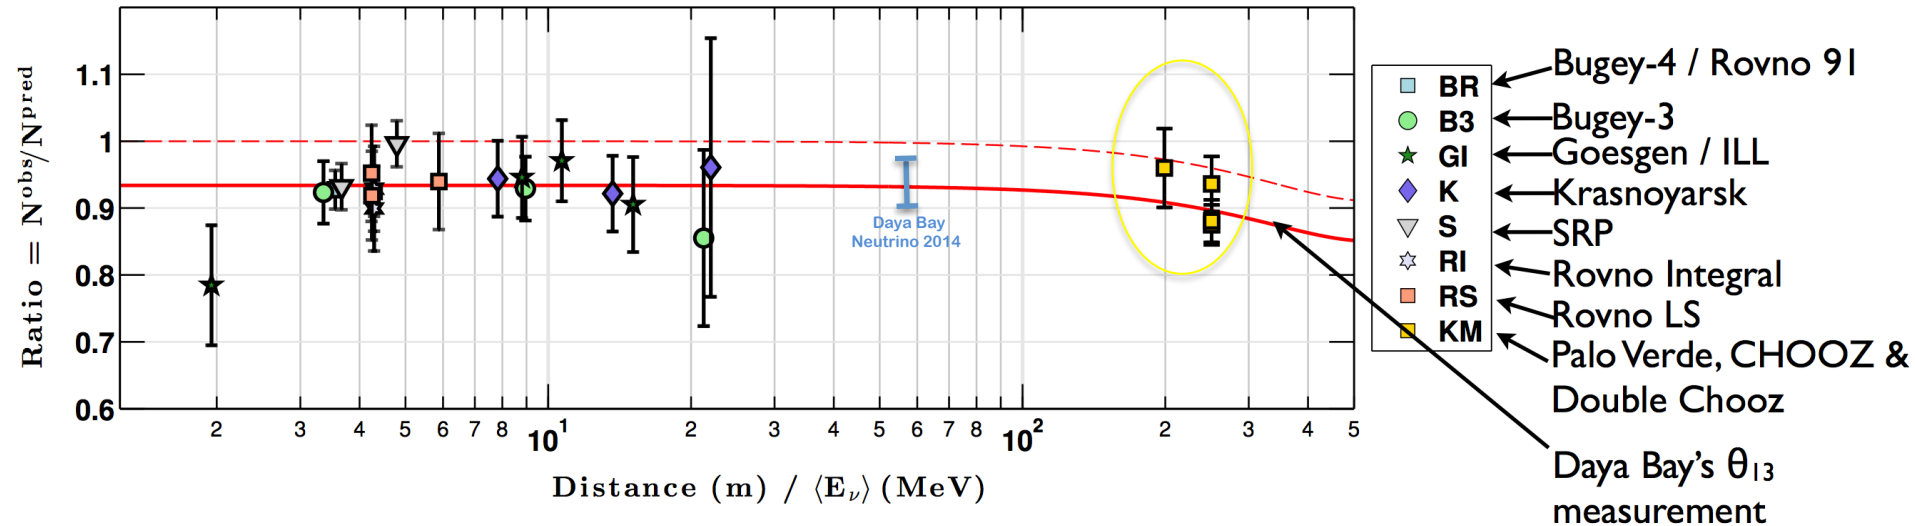 Ratio = N^obs/N^pred
1.1
1
0.9
0.8
0.7
0.6
2 3 4 5 6 7 8 10^1 2 3 4 5 6 7 8 10^2 2 3 4 5
Distance (m) / ⟨E_ν⟩ (MeV)
Daya Bay
Neutrino 2014
BR
B3
GI
K
S
RI
RS
KM
Bugey-4 / Rovno 91
Bugey-3
Goesgen / ILL
Krasnoyarsk
SRP
Rovno Integral
Rovno LS
Palo Verde, CHOOZ &
Double Chooz
Daya Bay's θ13
measurement